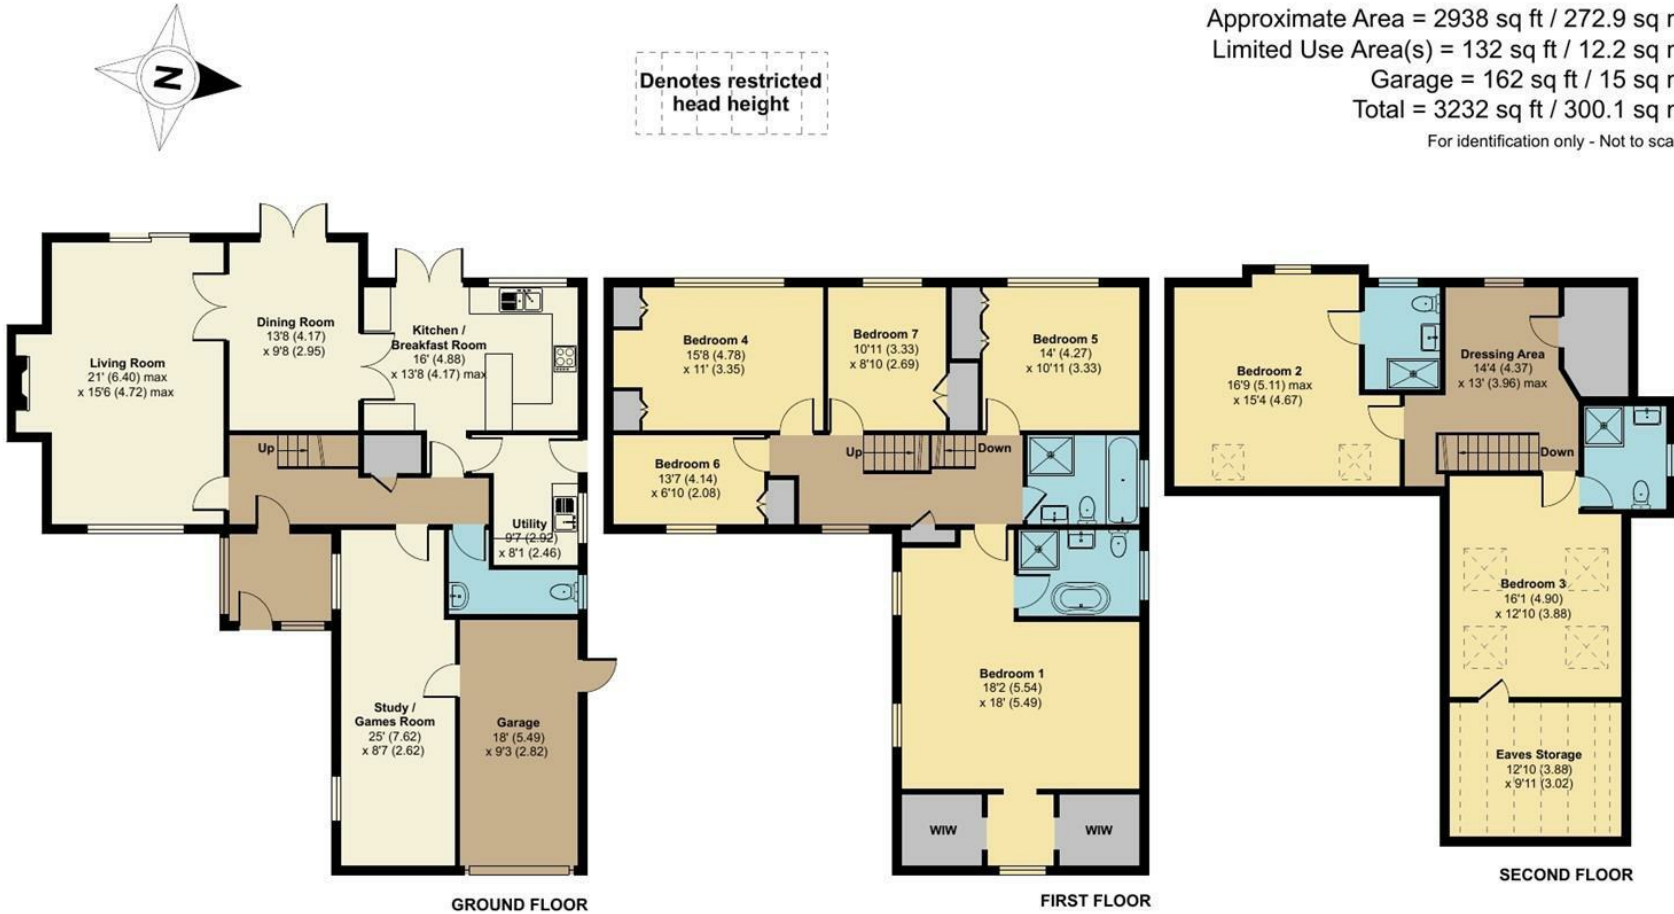 N
Denotes restricted
head height
Approximate Area = 2938 sq ft / 272.9 sq
Limited Use Area(s) = 132 sq ft / 12.2 sq
Garage = 162 sq ft / 15 sq
Total = 3232 sq ft / 300.1 sq
For identification only - Not to
Living Room
21' (6.40) max
x 15'6 (4.72) max
Dining Room
13'8 (4.17)
x 9'8 (2.95)
Kitchen /
Breakfast Room
16' (4.88)
x 13'8 (4.17) max
Up
Utility
9'7 (2.92)
x 8'1 (2.46)
Study /
Games Room
25' (7.62)
x 8'7 (2.62)
Garage
18' (5.49)
x 9'3 (2.82)
GROUND FLOOR
Bedroom 4
15'8 (4.78)
x 11' (3.35)
Bedroom 7
10'11 (3.33)
x 8'10 (2.69)
Bedroom 5
14' (4.27)
x 10'11 (3.33)
Bedroom 6
13'7 (4.14)
x 6'10 (2.08)
Up
Down
Bedroom 1
18'2 (5.54)
x 18' (5.49)
WIW
WIW
FIRST FLOOR
Bedroom 2
16'9 (5.11) max
x 15'4 (4.67)
Dressing Area
14'4 (4.37)
x 13' (3.96) max
Down
Bedroom 3
16'1 (4.90)
x 12'10 (3.88)
Eaves Storage
12'10 (3.88)
x 9'11 (3.02)
SECOND FLOOR